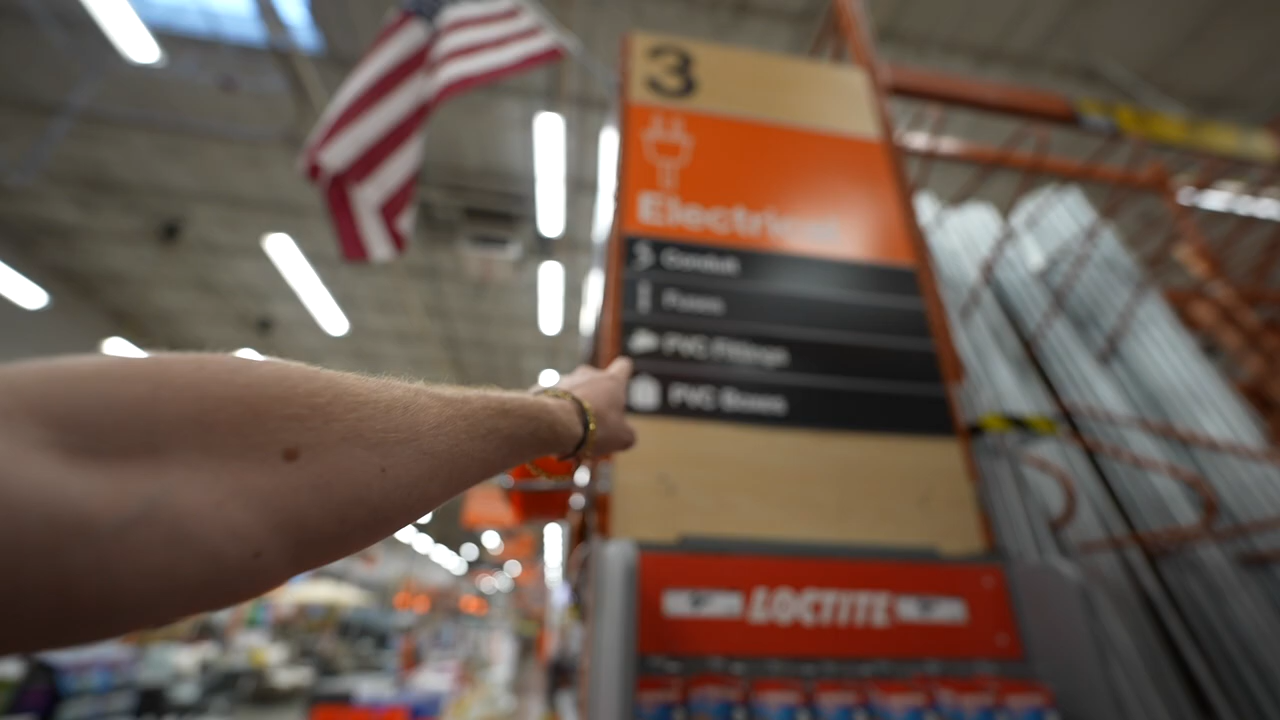 3
Electrical
Conduit
Fuses
PVC Fittings
PVC Boxes
LOCTITE